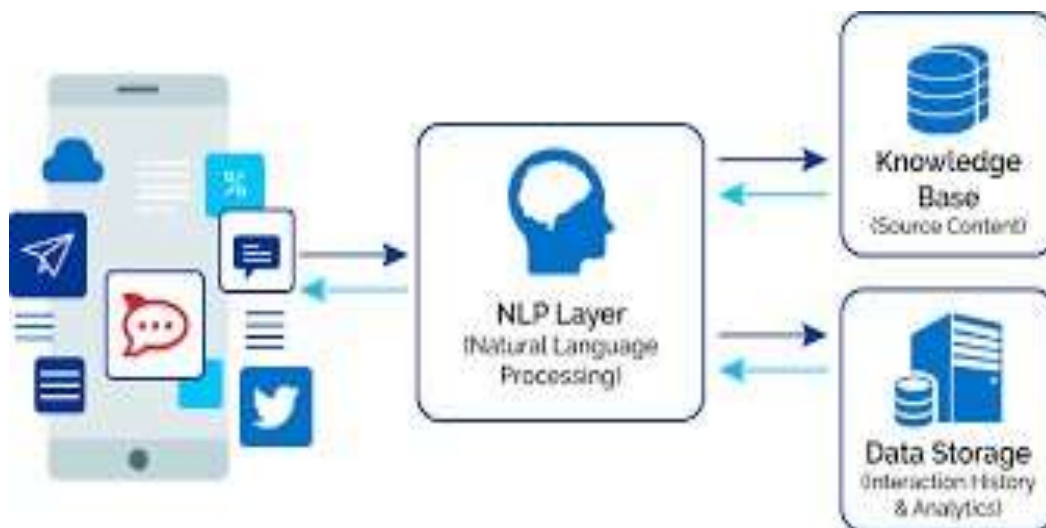 NLP Layer
(Natural Language
Processing)
Knowledge
Base
(Source Content)
Data Storage
(Interaction History
& Analytics)